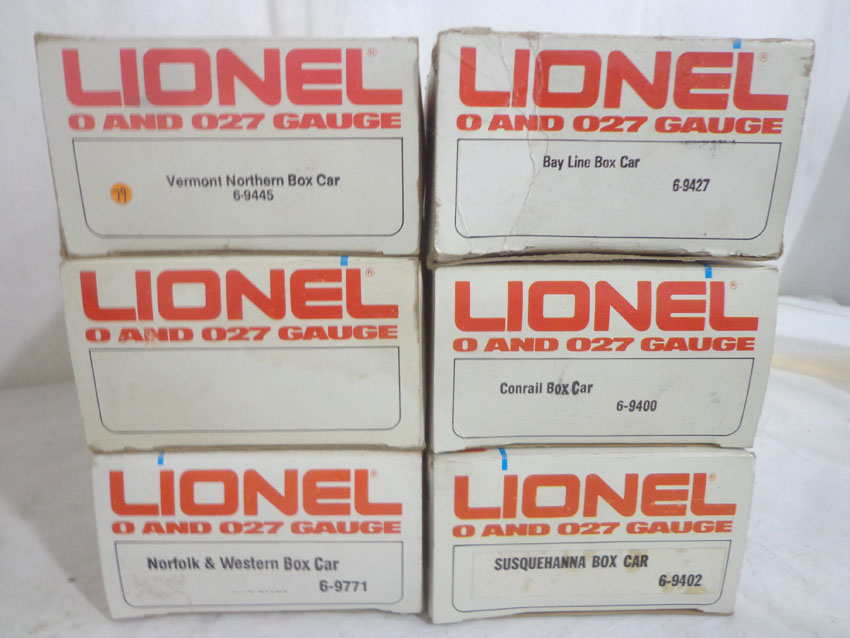 LIONEL®
O AND O27 GAUGE
Vermont Northern Box Car
6-9445
79
LIONEL®
O AND O27 GAUGE
Bay Line Box Car
6-9427
LIONEL®
O AND O27 GAUGE
LIONEL®
O AND O27 GAUGE
Conrail Box Car
6-9400
LIONEL®
O AND O27 GAUGE
Norfolk & Western Box Car
6-9771
LIONEL®
O AND O27 GAUGE
SUSQUEHANNA BOX CAR
6-9402